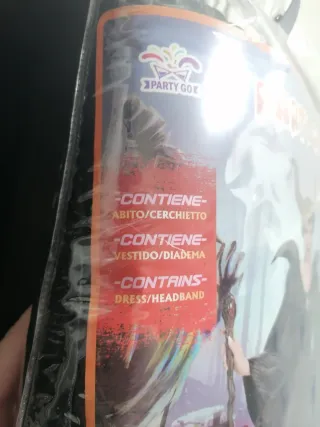 PARTY GO
-CONTIENE-
ABITO/CERCHIETTO
-CONTIENE-
VESTIDO/DIADEMA
-CONTAINS-
DRESS/HEADBAND